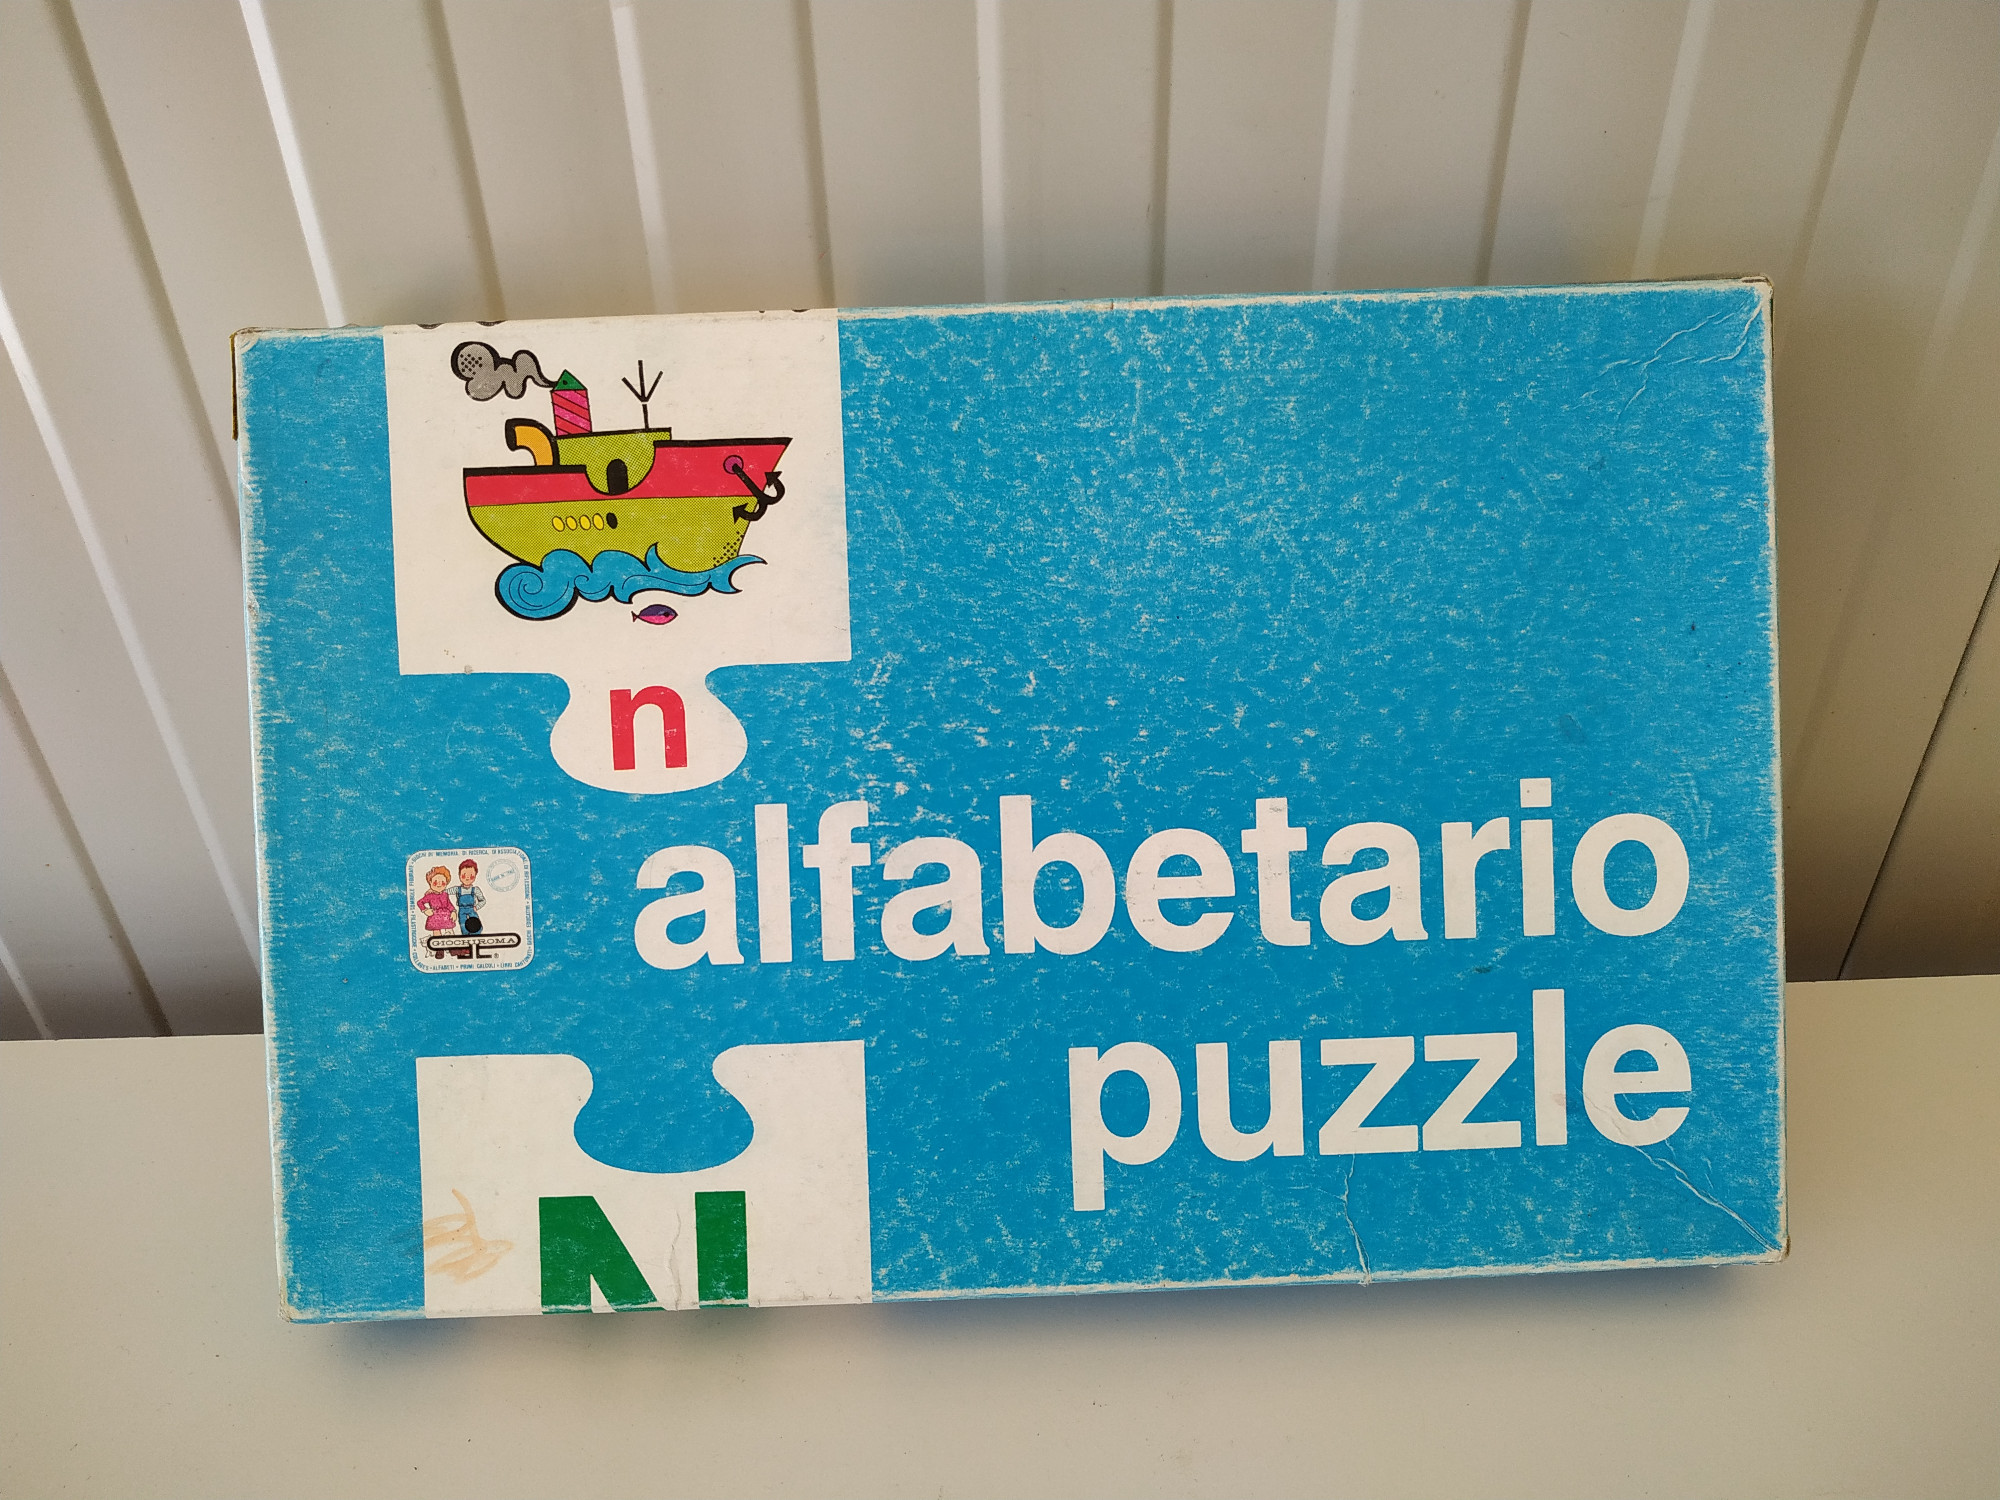 n
alfabetario
GIOCHIROMA
puzzle
N